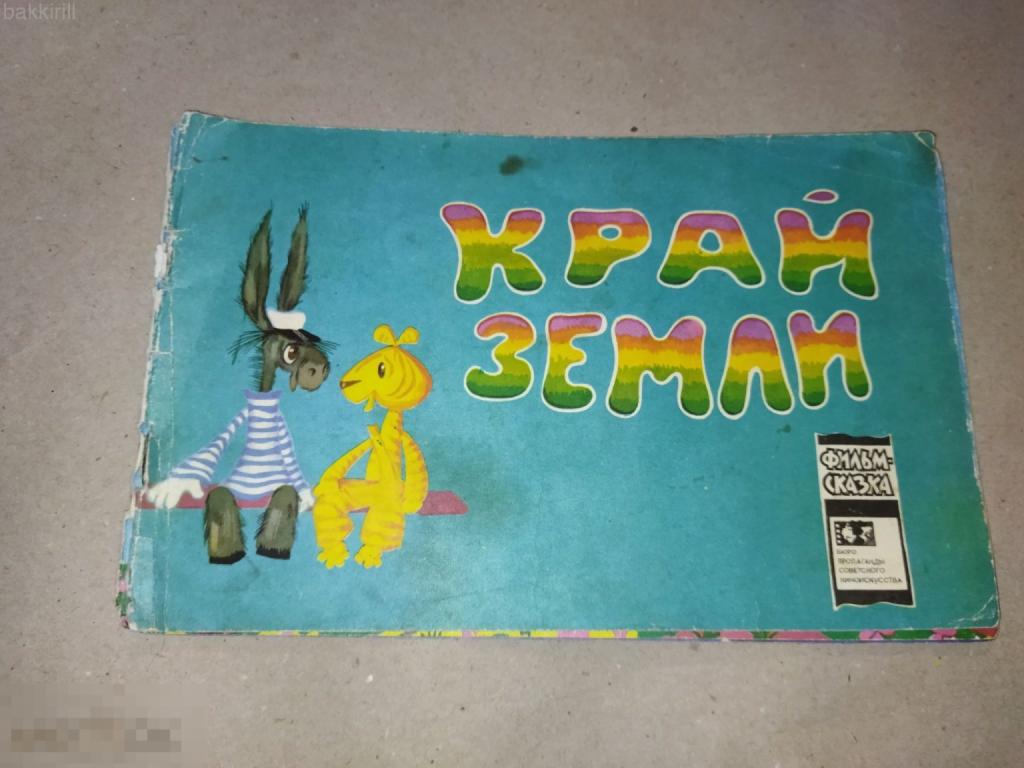 bakkirill
КРАЙ
ЗЕМЛИ
ФИЛЬМ-
СКАЗКА
БЮРО
ПРОПАГАНДЫ
СОВЕТСКОГО
КИНОИСКУССТВА